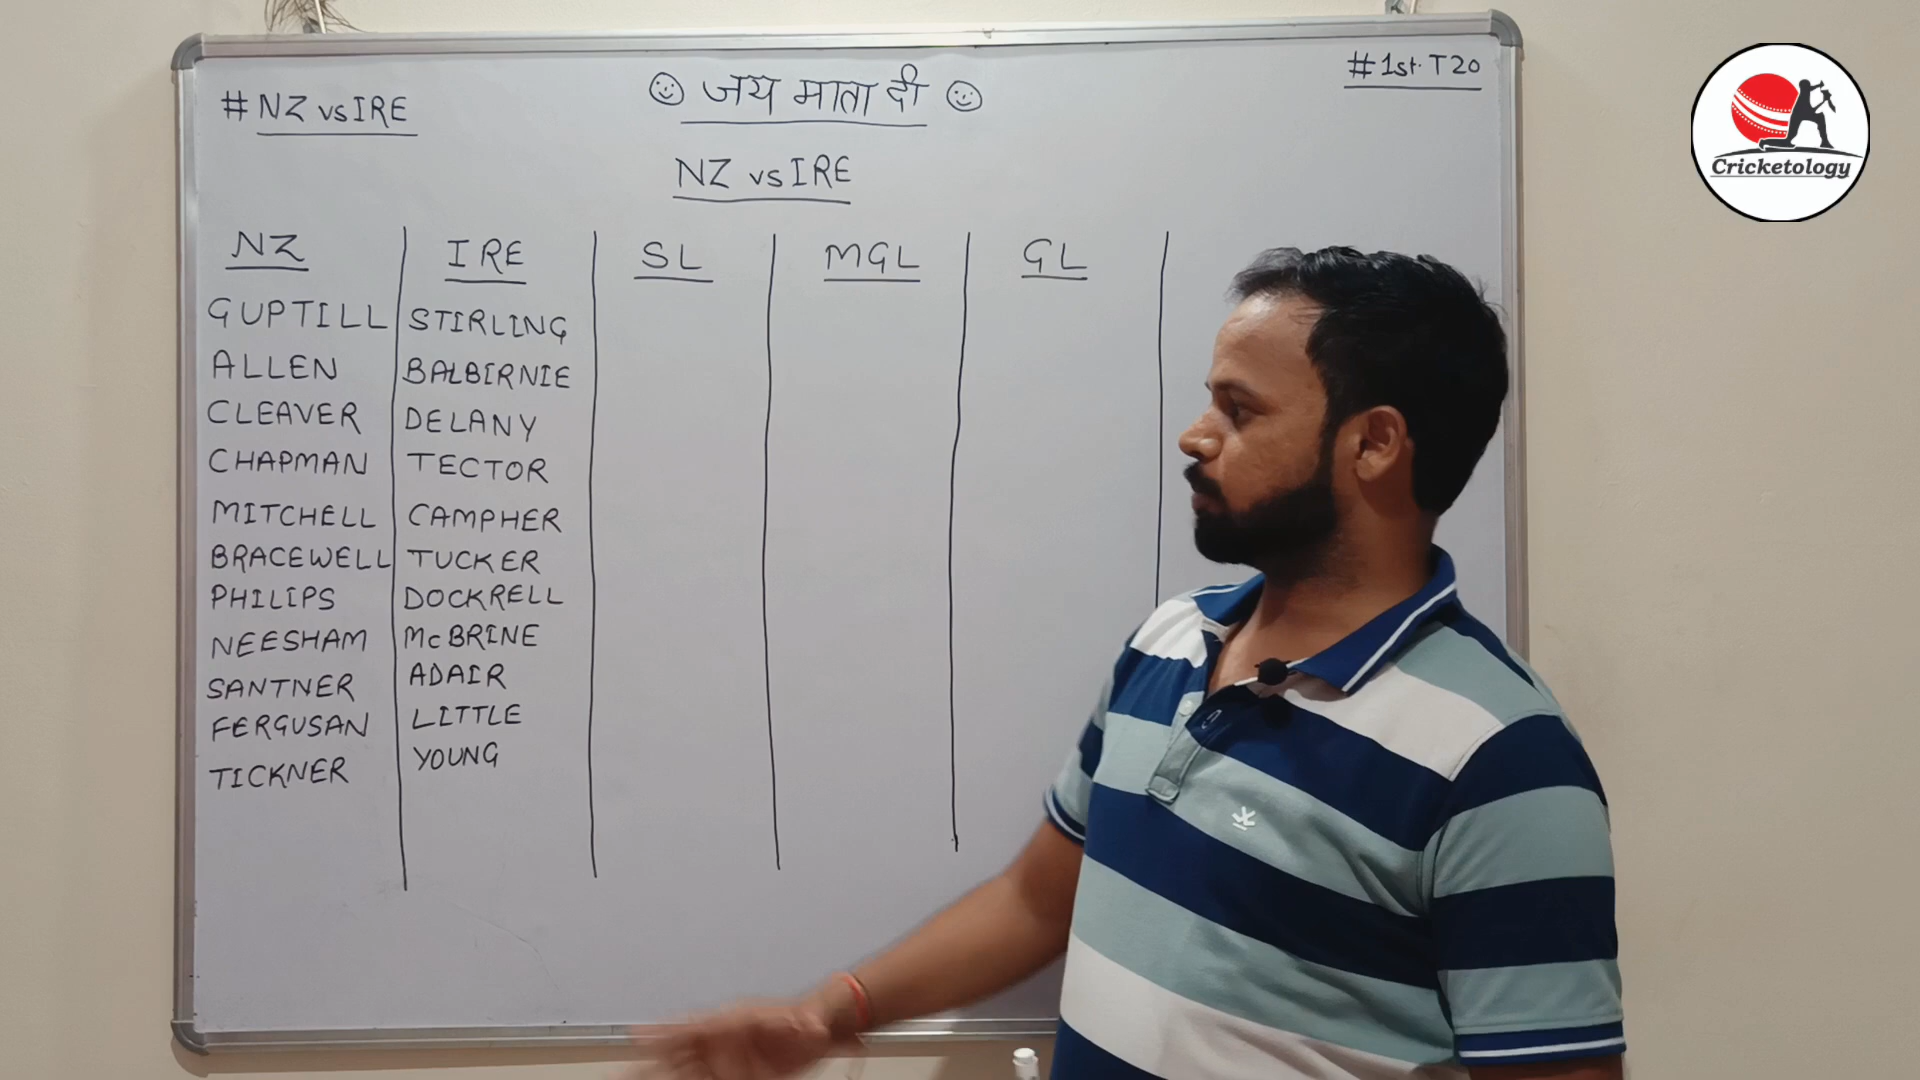 # NZ vs IRE
जय माता दी
# 1st. T20
NZ vs IRE
NZ
IRE
SL
MGL
GL
GUPTILL
STIRLING
ALLEN
BALBIRNIE
CLEAVER
DELANY
CHAPMAN
TECTOR
MITCHELL
CAMPHER
BRACEWELL
TUCKER
PHILIPS
DOCKRELL
NEESHAM
McBRINE
SANTNER
ADAIR
FERGUSAN
LITTLE
TICKNER
YOUNG
Cricketology